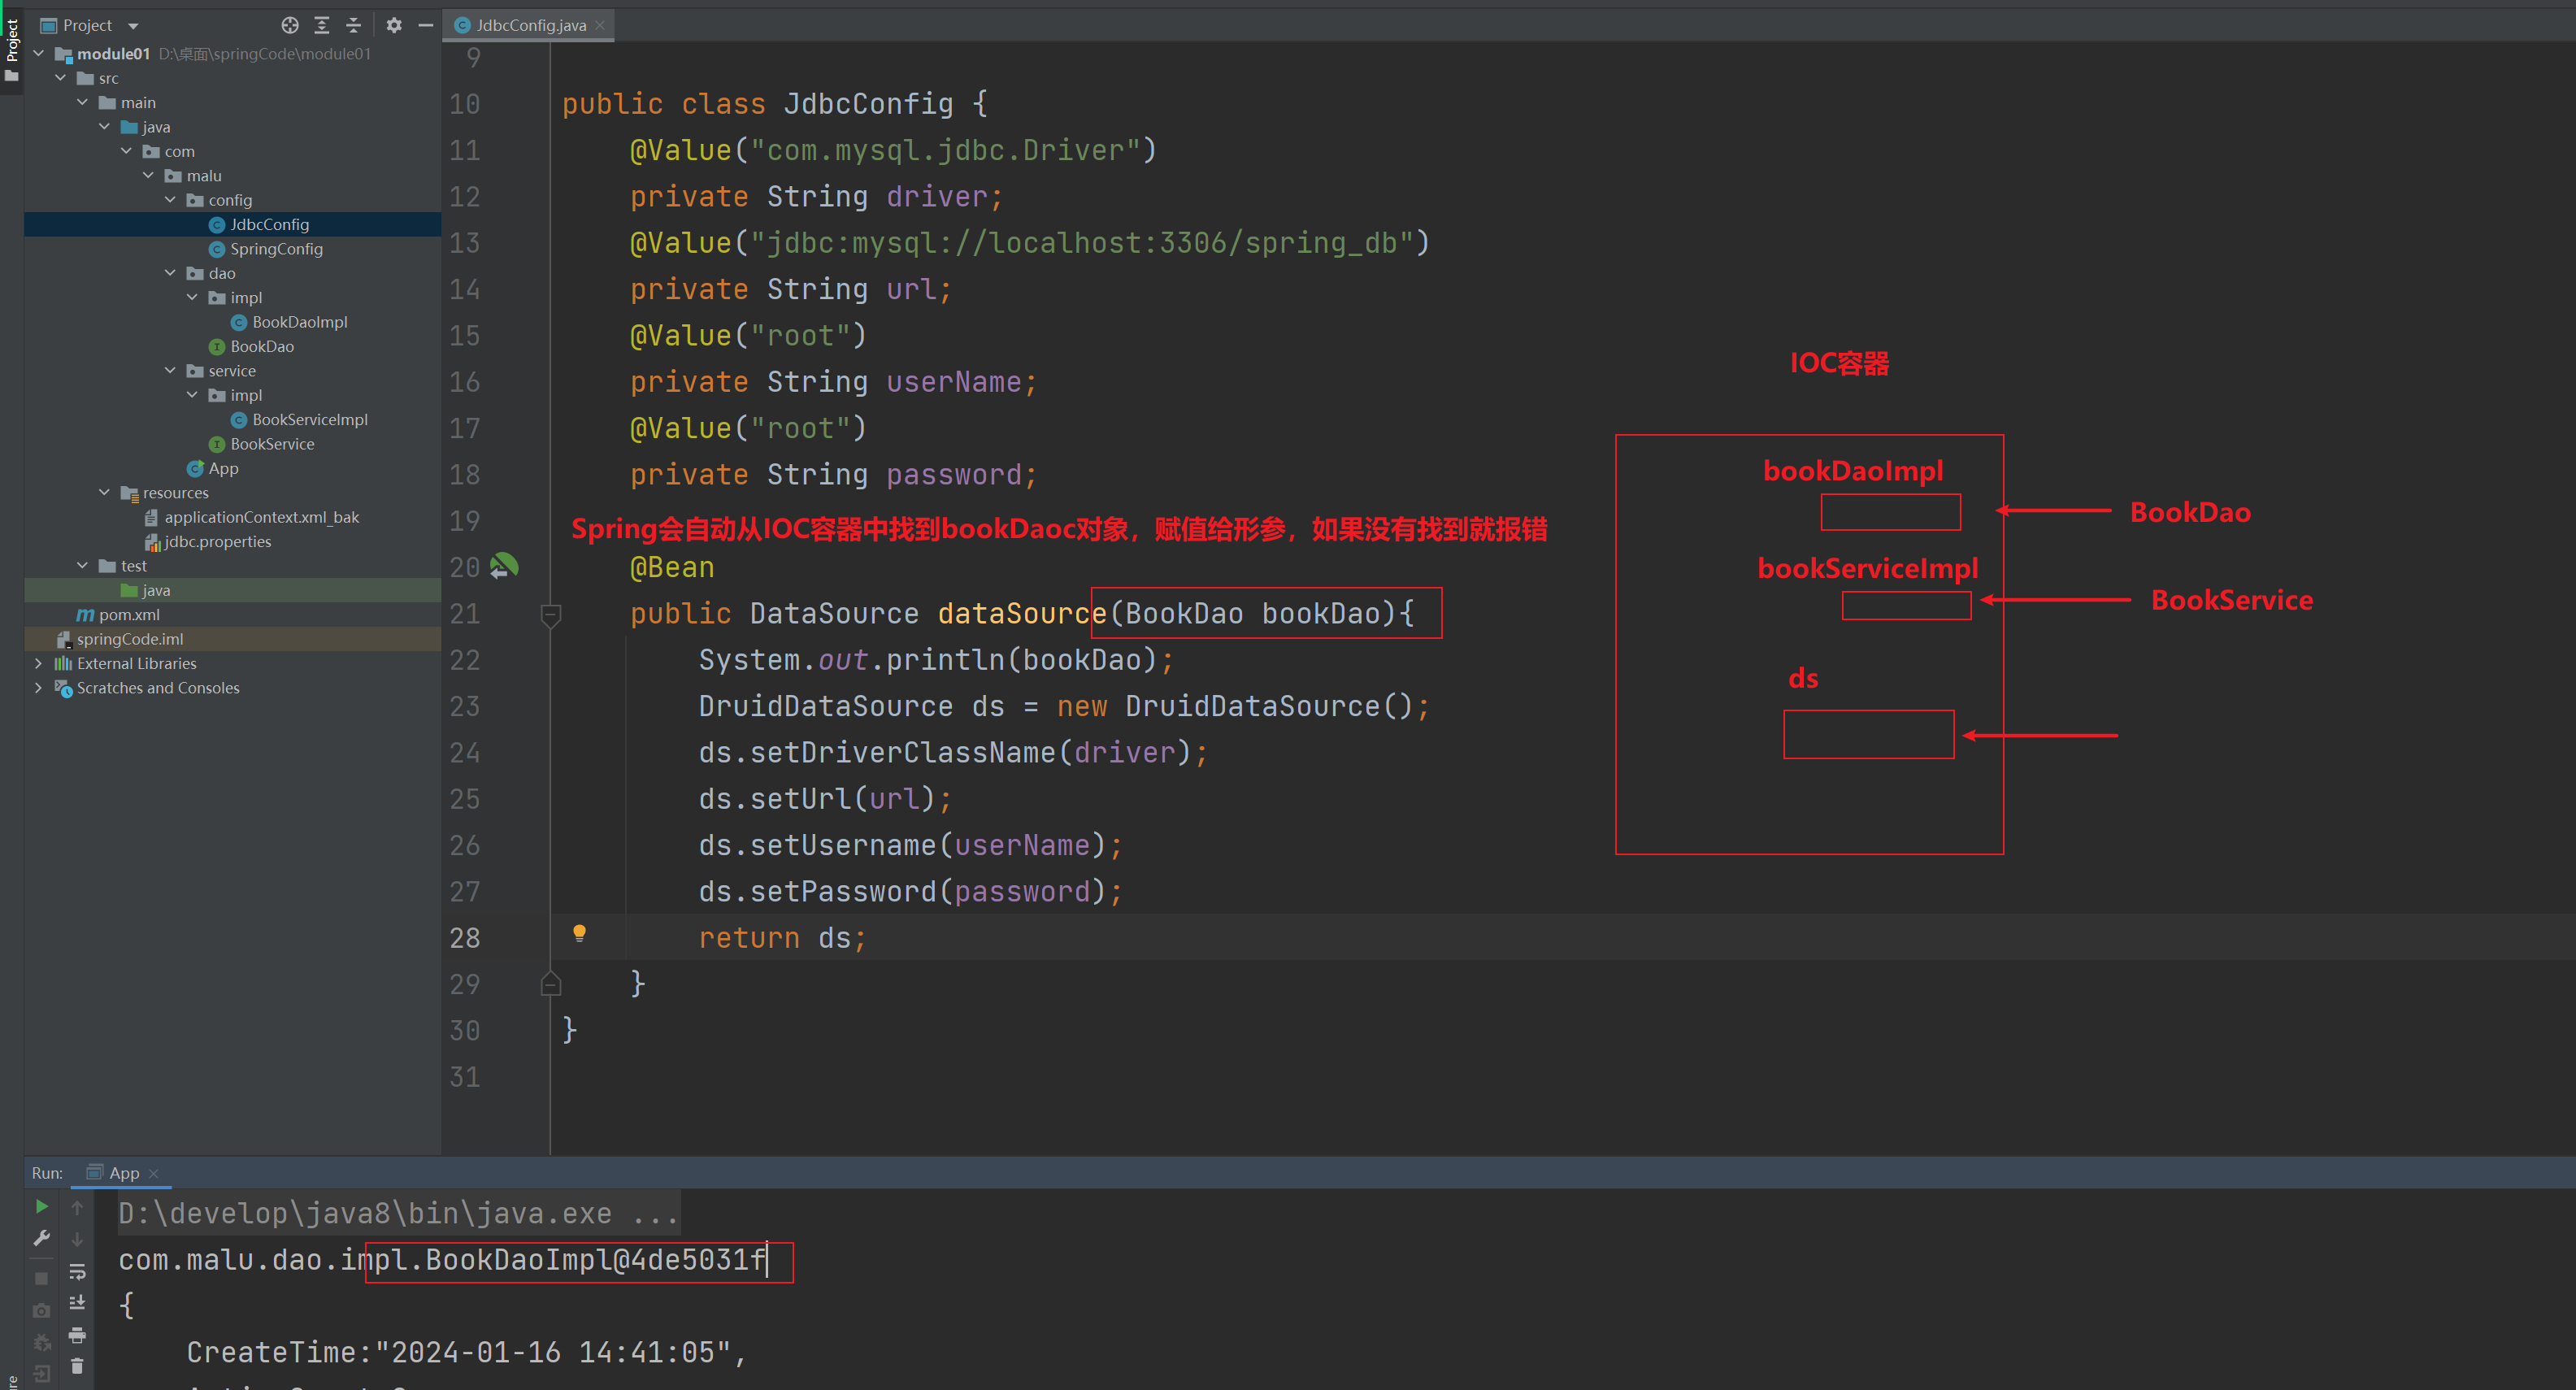 Project
Project
JdbcConfig.java
module01 D:\桌面\springCode\module01
src
main
java
com
malu
config
JdbcConfig
SpringConfig
dao
impl
BookDaoImpl
BookDao
service
impl
BookServiceImpl
BookService
App
resources
applicationContext.xml_bak
jdbc.properties
test
java
pom.xml
springCode.iml
External Libraries
Scratches and Consoles
9
10 public class JdbcConfig {
11 @Value("com.mysql.jdbc.Driver")
12 private String driver;
13 @Value("jdbc:mysql://localhost:3306/spring_db")
14 private String url;
15 @Value("root")
16 private String userName;
17 @Value("root")
18 private String password;
19
Spring会自动从IOC容器中找到bookDaoc对象，赋值给形参，如果没有找到就报错
20 @Bean
21 public DataSource dataSource(BookDao bookDao){
22 System.out.println(bookDao);
23 DruidDataSource ds = new DruidDataSource();
24 ds.setDriverClassName(driver);
25 ds.setUrl(url);
26 ds.setUsername(userName);
27 ds.setPassword(password);
28 return ds;
29 }
30 }
31
IOC容器
bookDaoImpl
BookDao
bookServiceImpl
BookService
ds
Run: App
D:\develop\java8\bin\java.exe ...
com.malu.dao.impl.BookDaoImpl@4de5031f
{
CreateTime:"2024-01-16 14:41:05",